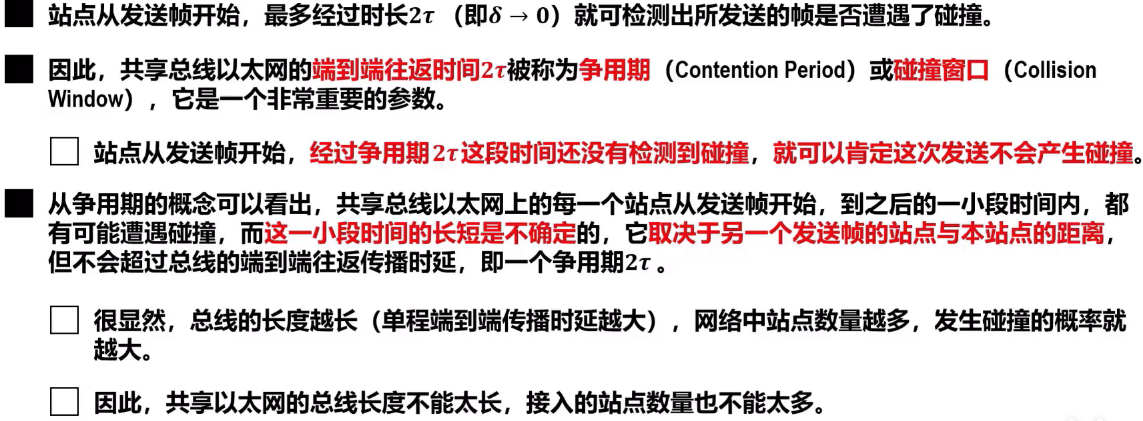 站点从发送帧开始，最多经过时长2τ（即δ → 0）就可检测出所发送的帧是否遭遇了碰撞。
因此，共享总线以太网的端到端往返时间2τ被称为争用期（Contention Period）或碰撞窗口（Collision
Window），它是一个非常重要的参数。
站点从发送帧开始，经过争用期2τ这段时间还没有检测到碰撞，就可以肯定这次发送不会产生碰撞。
从争用期的概念可以看出，共享总线以太网上的每一个站点从发送帧开始，到之后的一小段时间内，都
有可能遭遇碰撞，而这一小段时间的长短是不确定的，它取决于另一个发送帧的站点与本站点的距离，
但不会超过总线的端到端往返传播时延，即一个争用期2τ。
很显然，总线的长度越长（单程端到端传播时延越大），网络中站点数量越多，发生碰撞的概率就
越大。
因此，共享以太网的总线长度不能太长，接入的站点数量也不能太多。